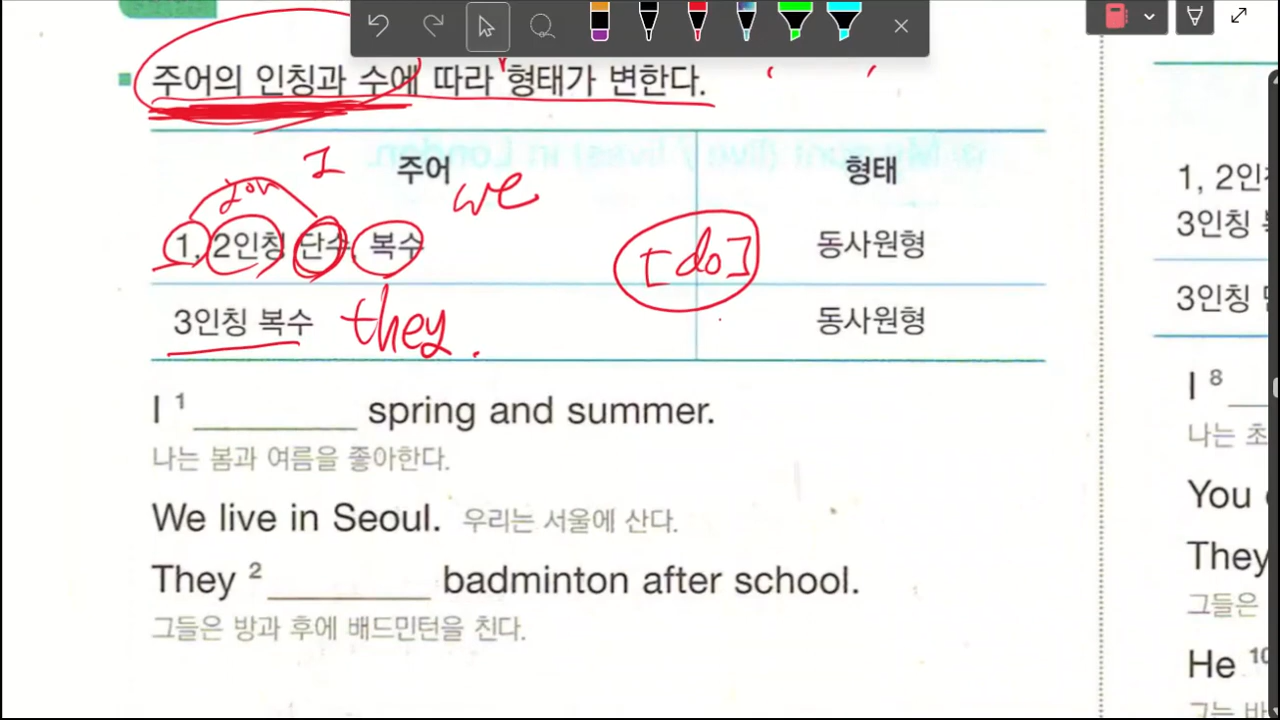 주어의 인칭과 수에 따라 형태가 변한다.
I
주어
형태
you
we
1, 2인칭 단수, 복수
[do]
동사원형
3인칭 복수
they.
동사원형
I 1 ________ spring and summer.
나는 봄과 여름을 좋아한다.
We live in Seoul. 우리는 서울에 산다.
They 2 ________ badminton after school.
그들은 방과 후에 배드민턴을 친다.
1, 2인
3인칭
3인칭
I 8
나는 초
You
They
그들은
He 10
그는